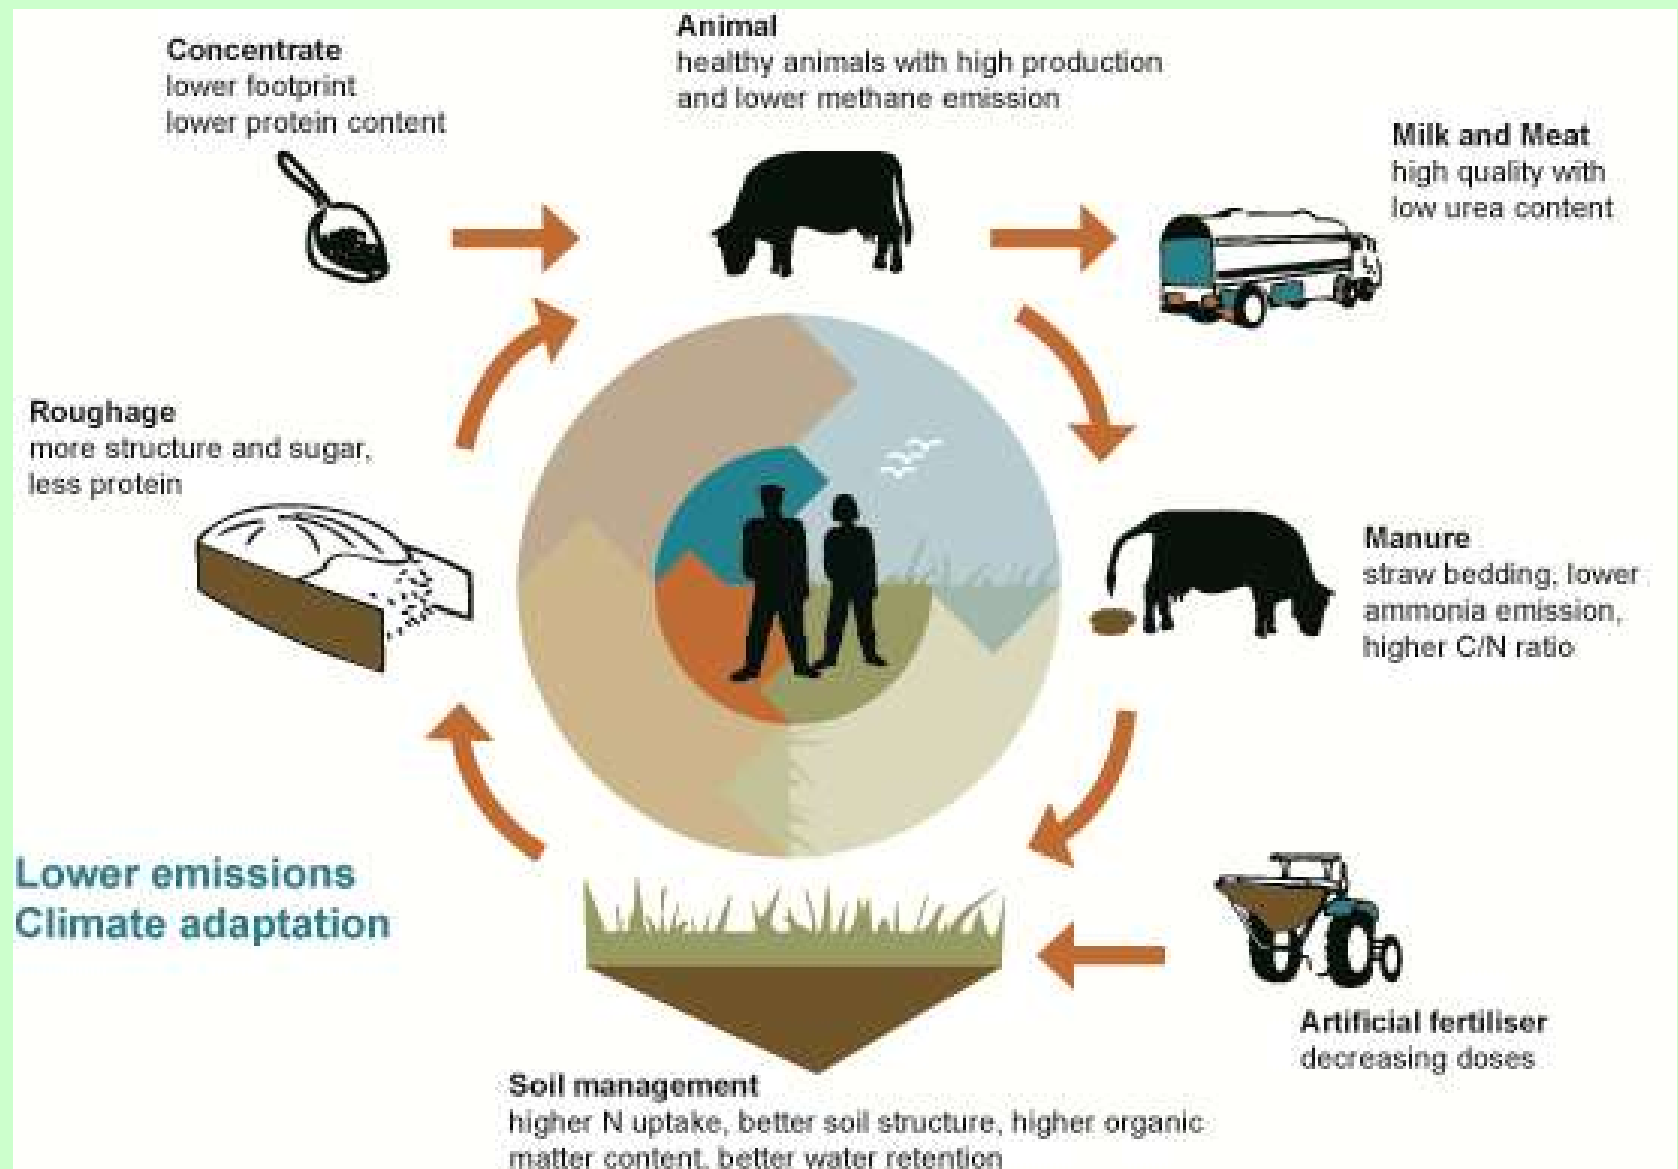 Concentrate
lower footprint
lower protein content
Animal
healthy animals with high production
and lower methane emission
Milk and Meat
high quality with
low urea content
Roughage
more structure and sugar,
less protein
Manure
straw bedding, lower
ammonia emission,
higher C/N ratio
Lower emissions
Climate adaptation
Artificial fertiliser
decreasing doses
Soil management
higher N uptake, better soil structure, higher organic
matter content, better water retention